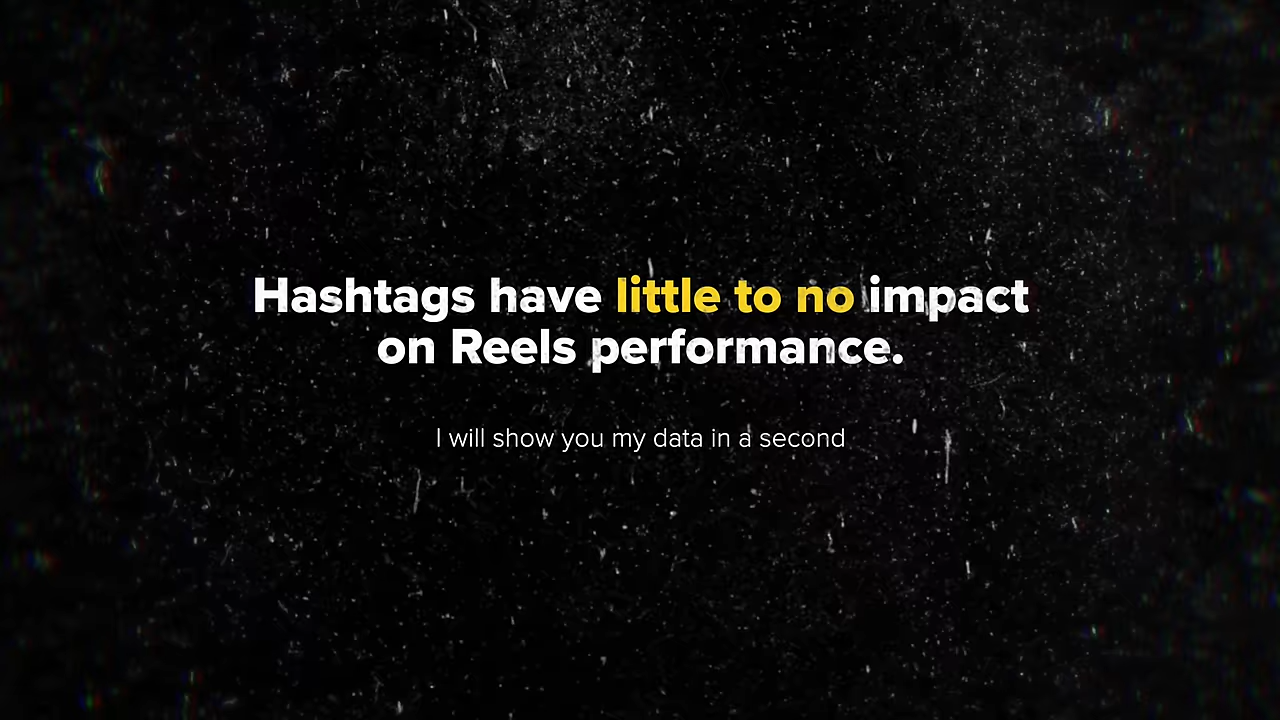 Hashtags have little to no impact
on Reels performance.
I will show you my data in a second